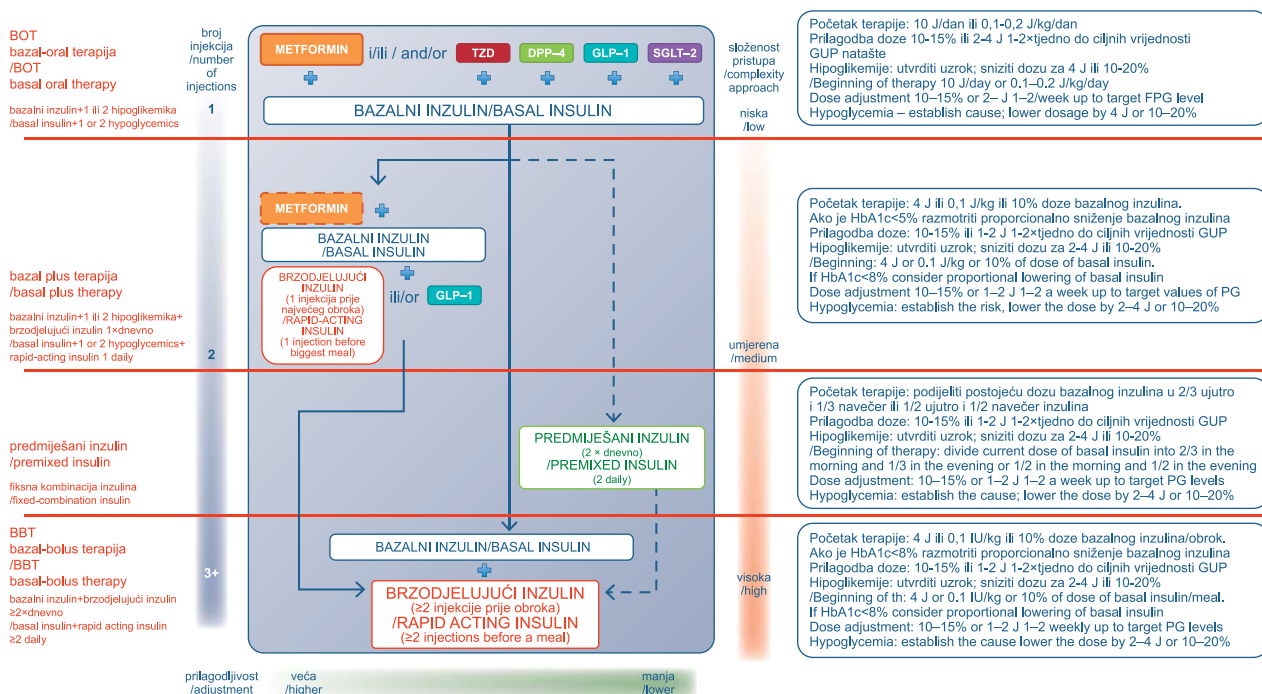 BOT
bazal-oral terapija
/BOT
basal oral therapy
bazalni inzulin+1 ili 2 hipoglikemika
/basal insulin+1 or 2 hypoglycemics
broj
injekcija
/number of
injections
1
METFORMIN
i/ili / and/or
TZD
DPP–4
GLP–1
SGLT–2
BAZALNI INZULIN/BASAL INSULIN
složenost
pristupa
/complexity
approach
niska
/low
Početak terapije: 10 J/dan ili 0,1-0,2 J/kg/dan
Prilagodba doze 10-15% ili 2-4 J 1-2×tjedno do ciljnih vrijednosti
GUP natašte
Hipoglikemije: utvrditi uzrok; sniziti dozu za 4 J ili 10-20%
/Beginning of therapy 10 J/day or 0.1–0.2 J/kg/day
Dose adjustment 10–15% or 2– J 1–2/week up to target FPG level
Hypoglycemia – establish cause; lower dosage by 4 J or 10–20%
bazal plus terapija
/basal plus therapy
bazalni inzulin+1 ili 2 hipoglikemika+
brzodjelujući inzulin 1×dnevno
/basal insulin+1 or 2 hypoglycemics+
rapid-acting insulin 1 daily
2
METFORMIN
BAZALNI INZULIN
/BASAL INSULIN
BRZODJELUJUĆI
INZULIN
(1 injekcija prije
najvećeg obroka)
/RAPID-ACTING
INSULIN
(1 injection before
biggest meal)
ili/or
GLP–1
umjerena
/medium
Početak terapije: 4 J ili 0,1 J/kg ili 10% doze bazalnog inzulina.
Ako je HbA1c<5% razmotriti proporcionalno sniženje bazalnog inzulina
Prilagodba doze: 10-15% ili 1-2 J 1-2×tjedno do ciljnih vrijednosti GUP
Hipoglikemije: utvrditi uzrok; sniziti dozu za 2-4 J ili 10-20%
/Beginning: 4 J or 0.1 J/kg or 10% of dose of basal insulin.
If HbA1c<8% consider proportional lowering of basal insulin
Dose adjustment 10–15% or 1–2 J 1–2 a week up to target values of PG
Hypoglycemia: establish the risk, lower the dose by 2–4 J or 10–20%
predmiješani inzulin
/premixed insulin
fiksna kombinacija inzulina
/fixed-combination insulin
PREDMIJEŠANI INZULIN
(2 × dnevno)
/PREMIXED INSULIN
(2 daily)
Početak terapije: podijeliti postojeću dozu bazalnog inzulina u 2/3 ujutro
i 1/3 navečer ili 1/2 ujutro i 1/2 navečer inzulina
Prilagodba doze: 10-15% ili 1-2 J 1-2×tjedno do ciljnih vrijednosti GUP
Hipoglikemije: utvrditi uzrok; sniziti dozu za 2-4 J ili 10-20%
/Beginning of therapy: divide current dose of basal insulin into 2/3 in the
morning and 1/3 in the evening or 1/2 in the morning and 1/2 in the evening
Dose adjustment: 10–15% or 1–2 J 1–2 a week up to target PG levels
Hypoglycemia: establish the cause; lower the dose by 2–4 J or 10–20%
BBT
bazal-bolus terapija
/BBT
basal-bolus therapy
bazalni inzulin+brzodjelujući inzulin
≥2×dnevno
/basal insulin+rapid acting insulin
≥2 daily
3+
BAZALNI INZULIN/BASAL INSULIN
BRZODJELUJUĆI INZULIN
(≥2 injekcije prije obroka)
/RAPID ACTING INSULIN
(≥2 injections before a meal)
visoka
/high
Početak terapije: 4 J ili 0,1 IU/kg ili 10% doze bazalnog inzulina/obrok.
Ako je HbA1c<8% razmotriti proporcionalno sniženje bazalnog inzulina
Prilagodba doze: 10-15% ili 1-2 J 1-2×tjedno do ciljnih vrijednosti GUP
Hipoglikemije: utvrditi uzrok; sniziti dozu za 2-4 J ili 10-20%
/Beginning of th: 4 J or 0.1 IU/kg or 10% of dose of basal insulin/meal.
If HbA1c<8% consider proportional lowering of basal insulin
Dose adjustment: 10–15% or 1–2 J 1–2 weekly up to target PG levels
Hypoglycemia: establish the cause lower the dose by 2–4 J or 10–20%
prilagodljivost
/adjustment
veća
/higher
manja
/lower